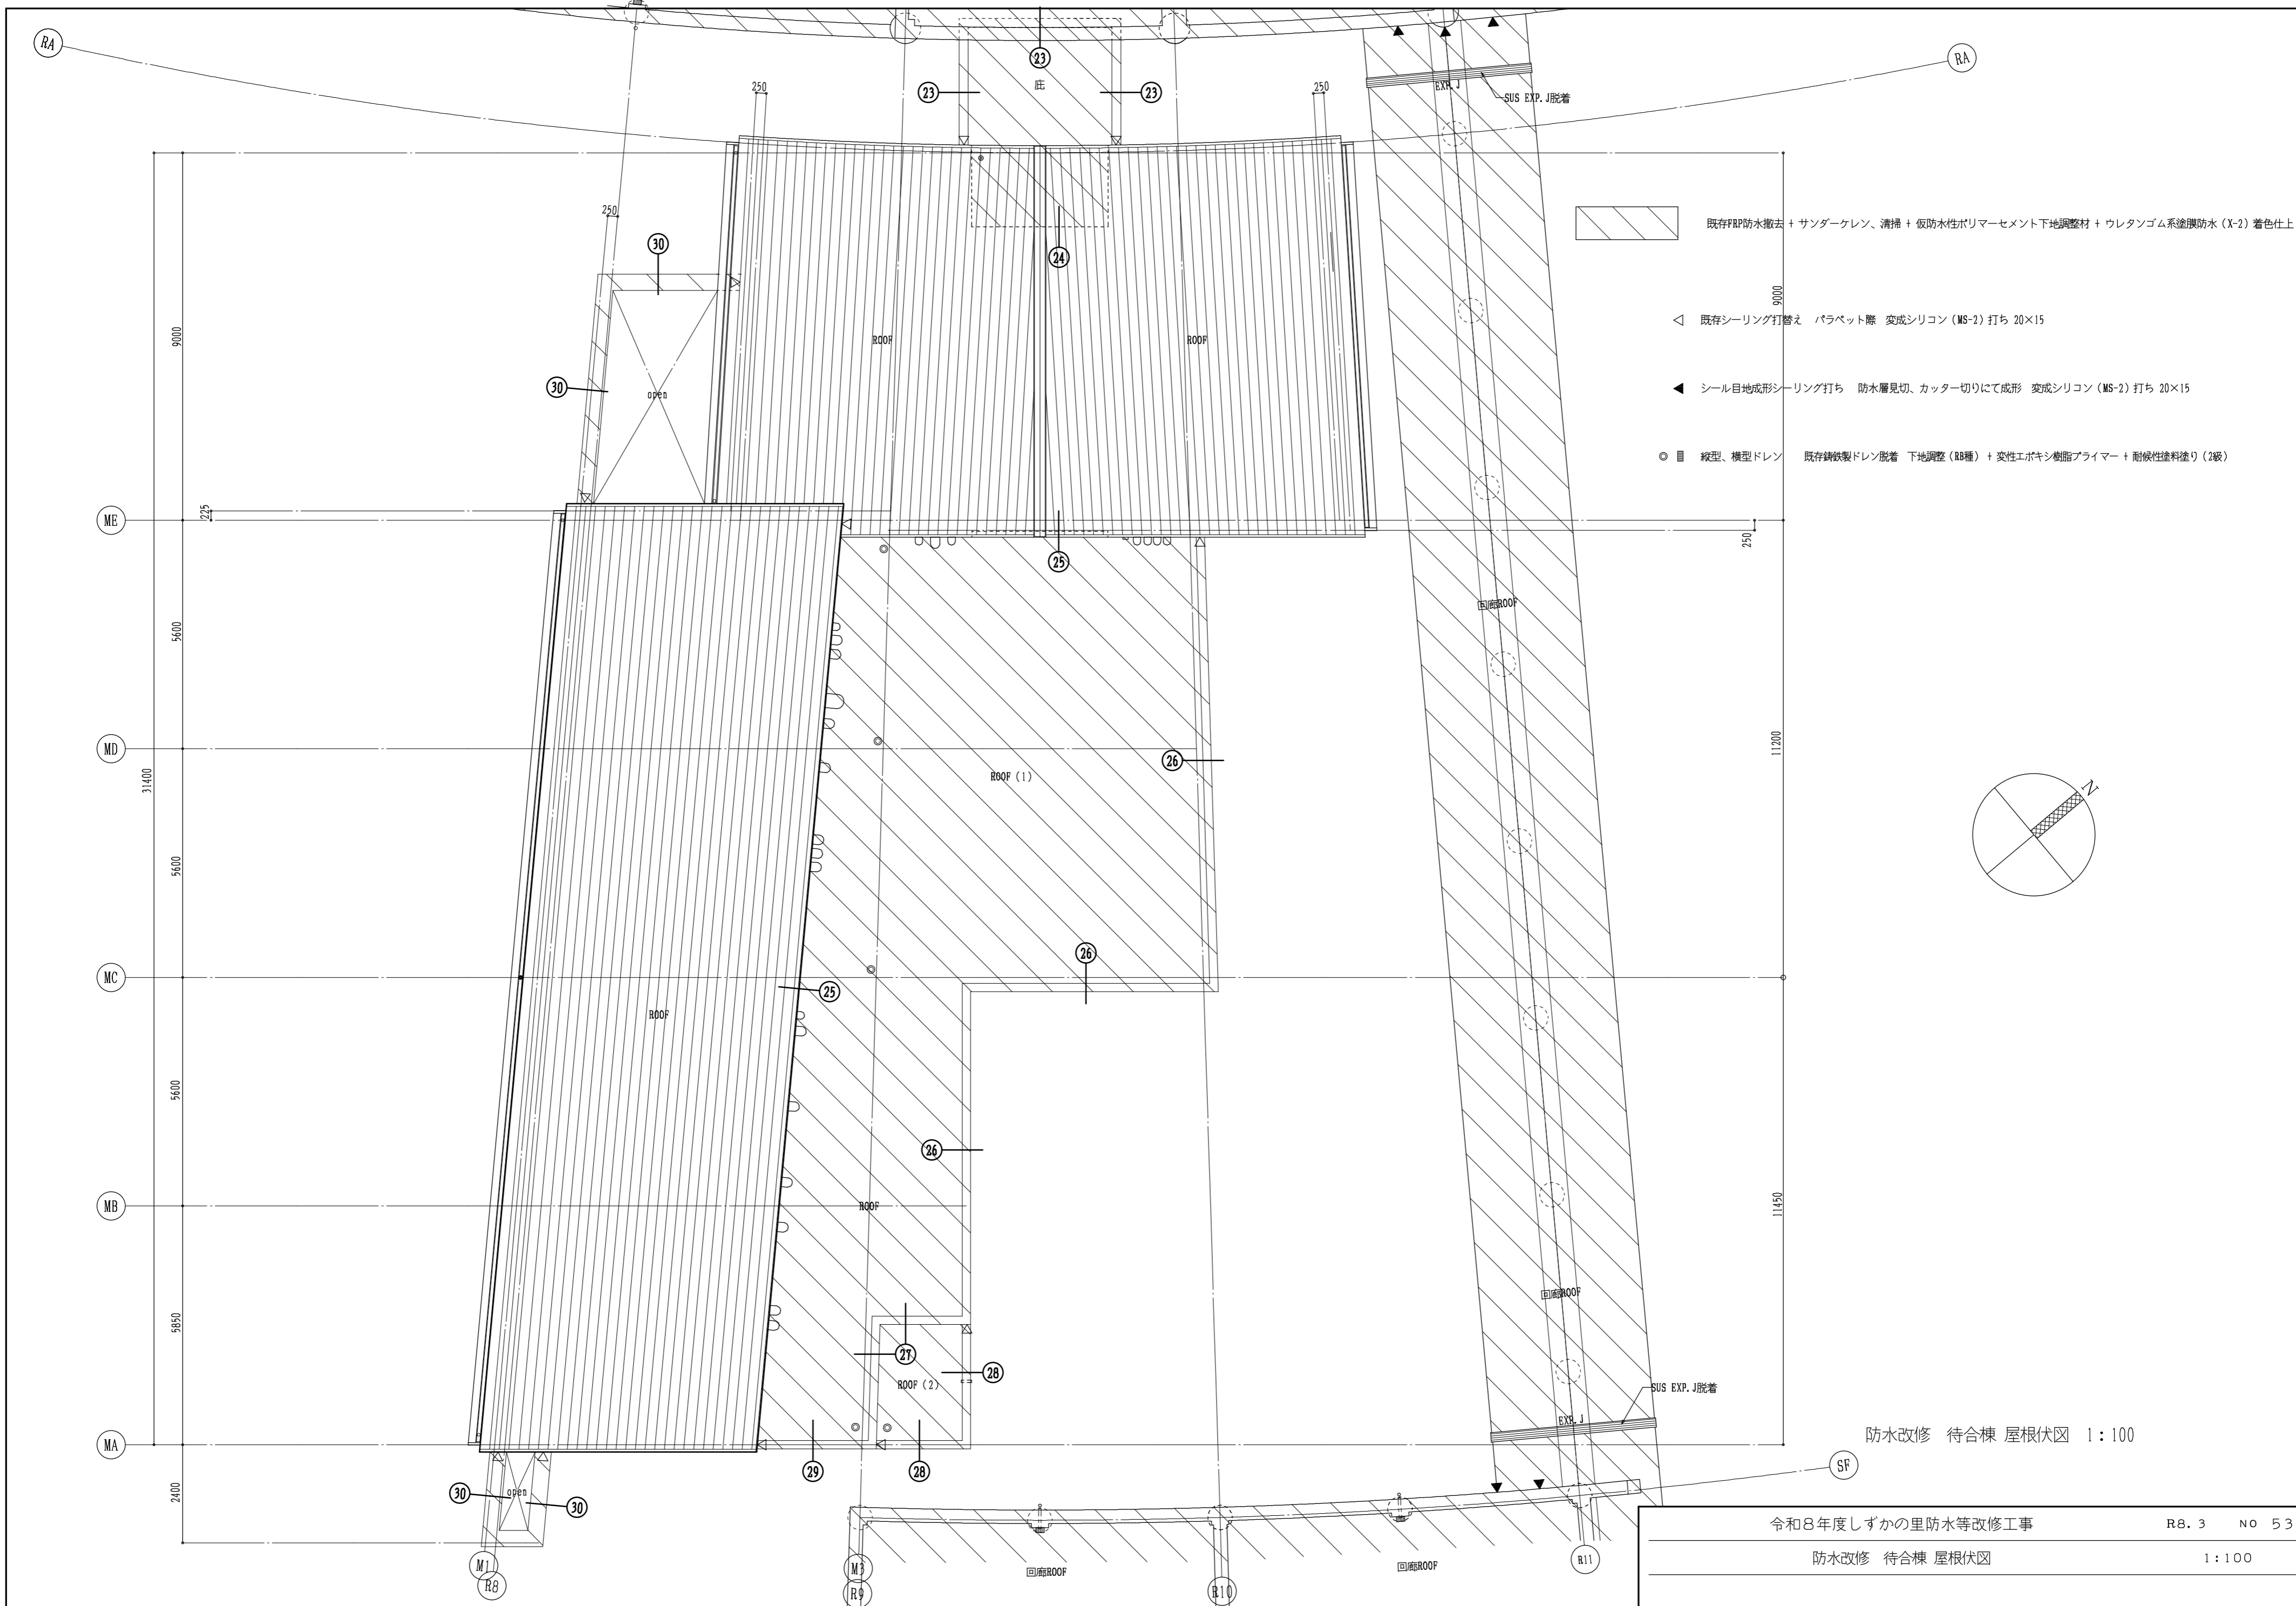 RA
RA
23
23
庇
23
250
250
EXP.J
SUS EXP.J脱着
250
30
24
既存FRP防水撤去 + サンダーケレン、清掃 + 仮防水性ポリマーセメント下地調整材 + ウレタンゴム系塗膜防水(X-2)着色仕上
9000
9000
ROOF
ROOF
既存シーリング打替え パラペット際 変成シリコン(MS-2)打ち 20×15
30
open
シール目地成形シーリング打ち 防水層見切、カッター切りにて成形 変成シリコン(MS-2)打ち 20×15
縦型、横型ドレン 既存鋳鉄製ドレン脱着 下地調整(RB種) + 変性エポキシ樹脂プライマー + 耐候性塗料塗り(2級)
ME
225
250
25
回廊ROOF
5600
MD
11200
26
ROOF(1)
31400
N
5600
26
MC
25
ROOF
5600
26
MB
ROOF
11450
回廊ROOF
5850
27
28
ROOF(2)
SUS EXP.J脱着
EXP.J
MA
防水改修 待合棟 屋根伏図 1:100
29
28
SF
2400
30
open
30
M1
R8
M3
R9
回廊ROOF
R10
回廊ROOF
R11
令和8年度しずかの里防水等改修工事 R8.3 NO 53
防水改修 待合棟 屋根伏図 1:100